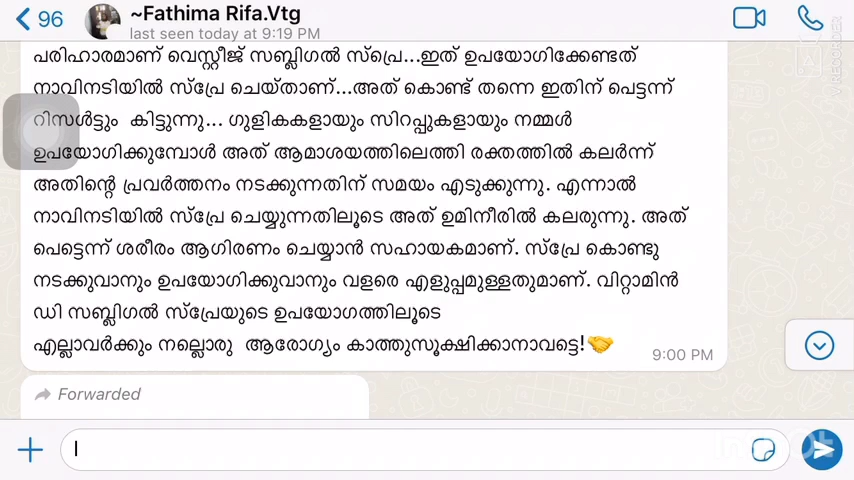 96
~Fathima Rifa.Vtg
last seen today at 9:19 PM
പരിഹാരമാണ് വെസ്റ്റീജ് സബ്ലിഗൽ സ്പ്രെ...ഇത് ഉപയോഗിക്കേണ്ടത്
നാവിനടിയിൽ സ്പ്രേ ചെയ്താണ്...അത് കൊണ്ട് തന്നെ ഇതിന് പെട്ടന്ന്
റിസൾട്ടും കിട്ടുന്നു... ഗുളികകളായും സിറപ്പുകളായും നമ്മൾ
ഉപയോഗിക്കുമ്പോൾ അത് ആമാശയത്തിലെത്തി രക്തത്തിൽ കലർന്ന്
അതിന്റെ പ്രവർത്തനം നടക്കുന്നതിന് സമയം എടുക്കുന്നു. എന്നാൽ
നാവിനടിയിൽ സ്പ്രേ ചെയ്യുന്നതിലൂടെ അത് ഉമിനീരിൽ കലരുന്നു. അത്
പെട്ടെന്ന് ശരീരം ആഗിരണം ചെയ്യാൻ സഹായകമാണ്. സ്പ്രേ കൊണ്ടു
നടക്കുവാനും ഉപയോഗിക്കുവാനും വളരെ എളുപ്പമുള്ളതുമാണ്. വിറ്റാമിൻ
ഡി സബ്ലിഗൽ സ്പ്രേയുടെ ഉപയോഗത്തിലൂടെ
എല്ലാവർക്കും നല്ലൊരു ആരോഗ്യം കാത്തുസൂക്ഷിക്കാനാവട്ടെ!🤝
9:00 PM
Forwarded